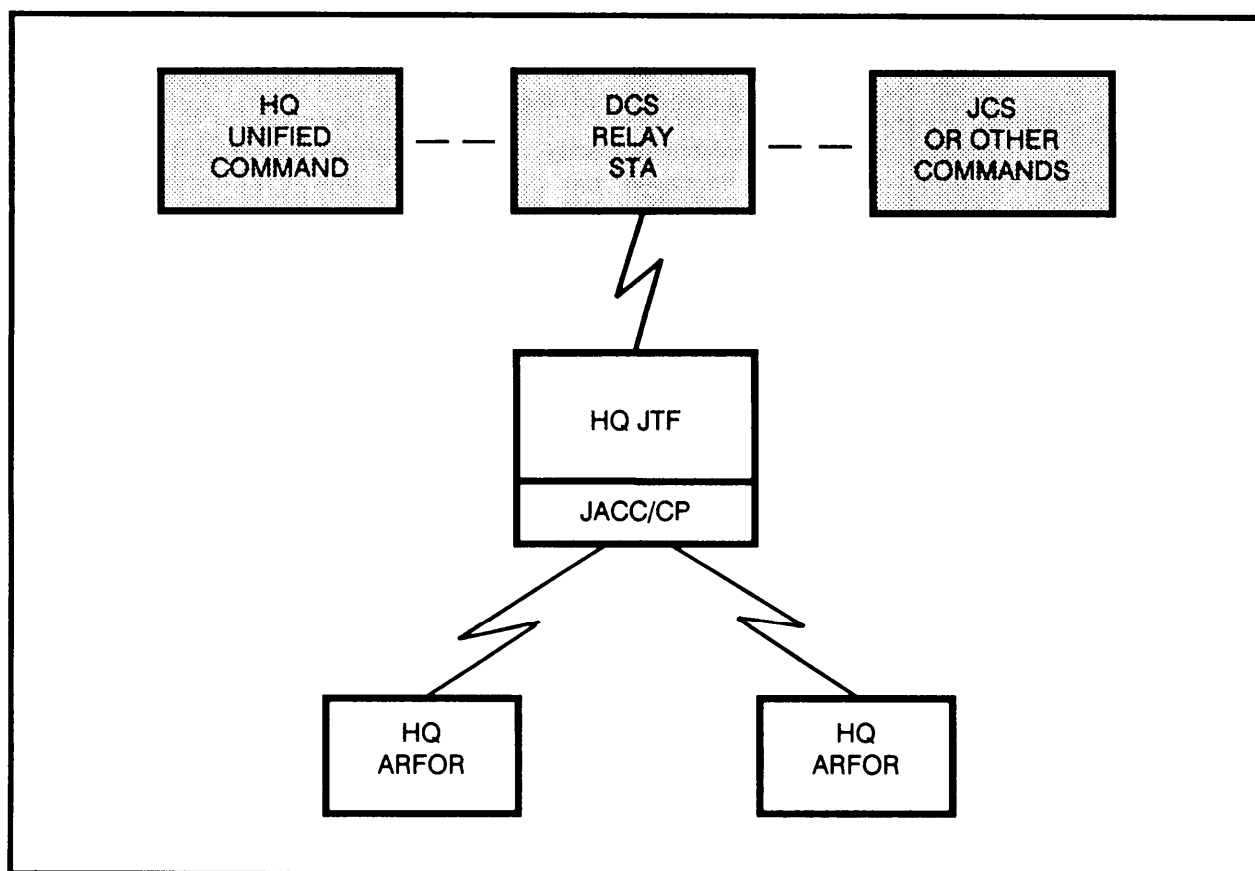 HQ
UNIFIED
COMMAND
DCS
RELAY
STA
JCS
OR OTHER
COMMANDS
HQ JTF
JACC/CP
HQ
ARFOR
HQ
ARFOR